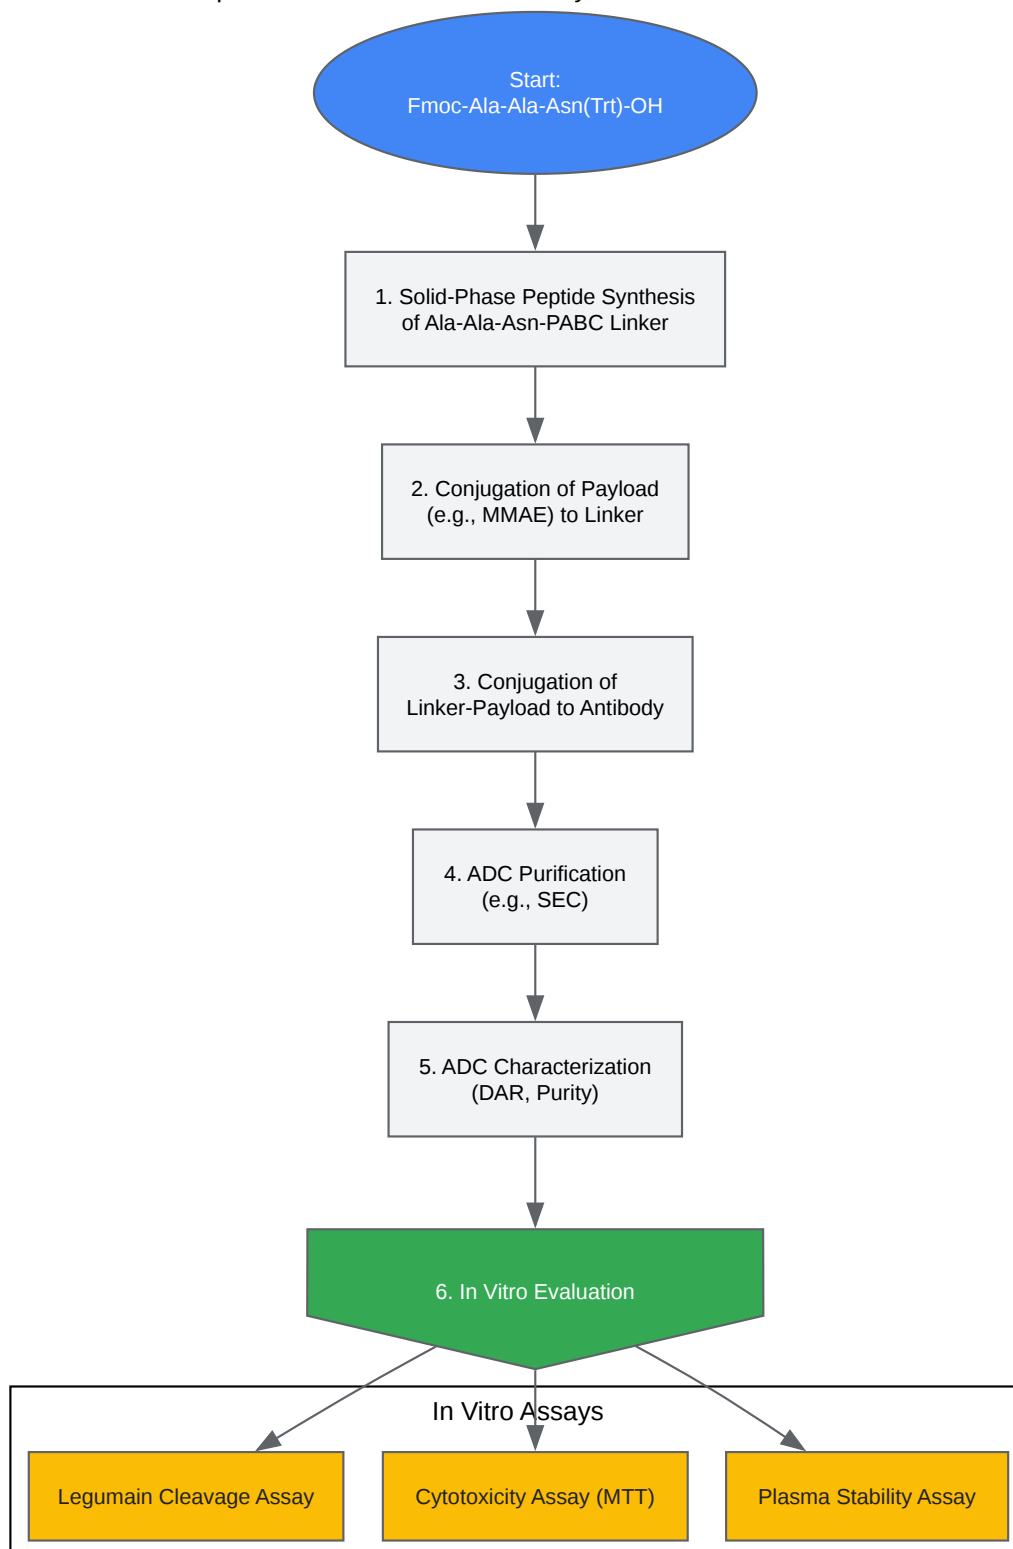 Start:
Fmoc-Ala-Ala-Asn(Trt)-OH
1. Solid-Phase Peptide Synthesis
of Ala-Ala-Asn-PABC Linker
2. Conjugation of Payload
(e.g., MMAE) to Linker
3. Conjugation of
Linker-Payload to Antibody
4. ADC Purification
(e.g., SEC)
5. ADC Characterization
(DAR, Purity)
6. In Vitro Evaluation
In Vitro Assays
Legumain Cleavage Assay
Cytotoxicity Assay (MTT)
Plasma Stability Assay